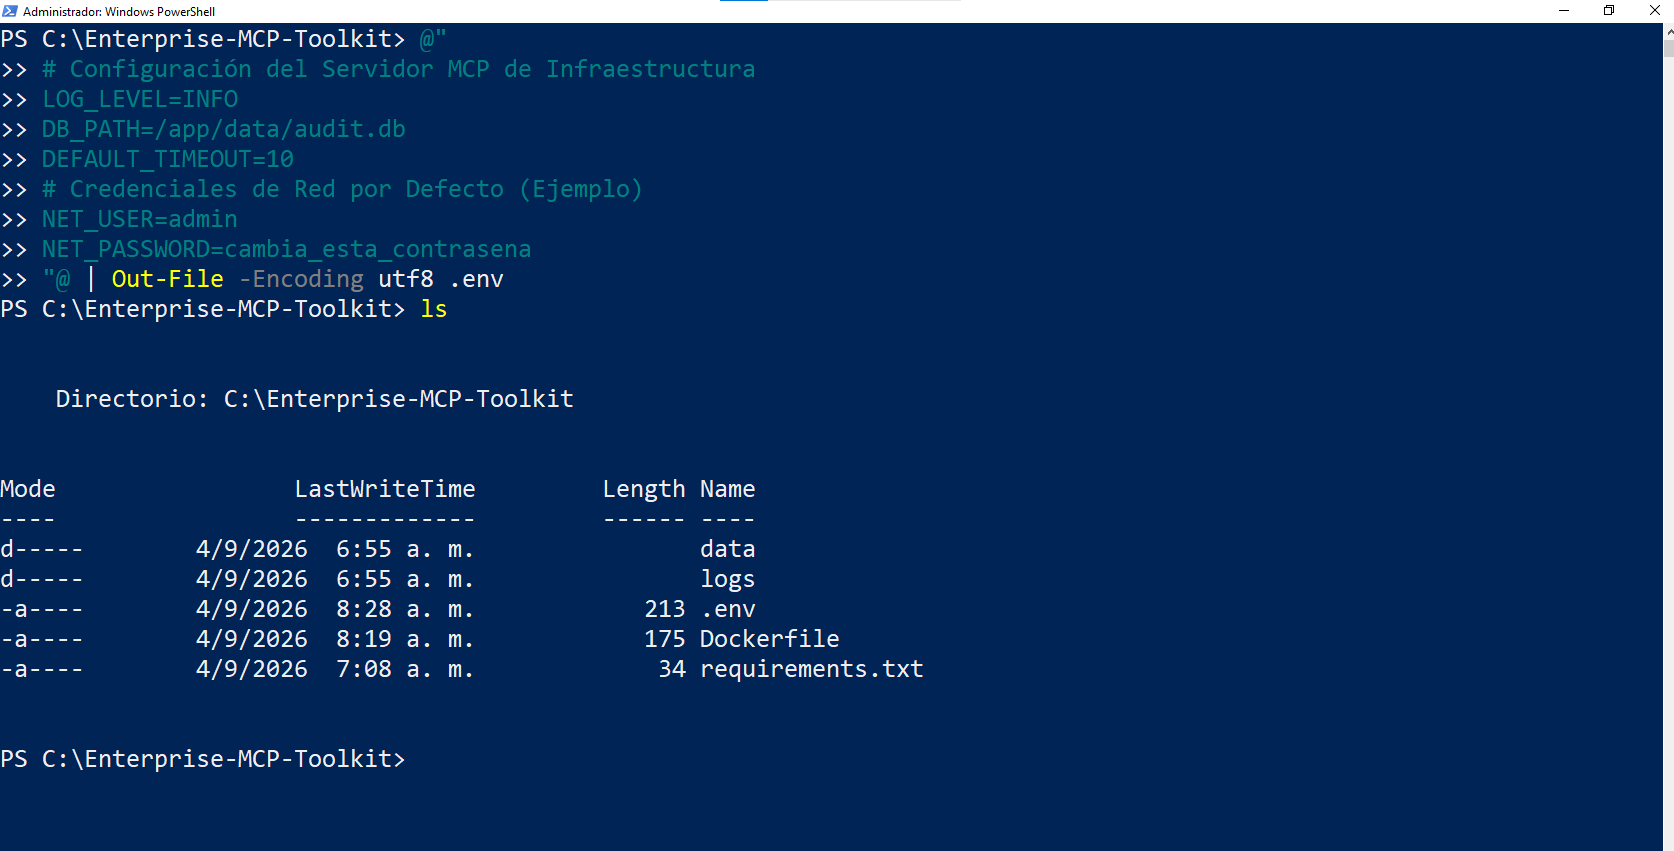 Administrador: Windows PowerShell
PS C:\Enterprise-MCP-Toolkit> @"
>> # Configuración del Servidor MCP de Infraestructura
>> LOG_LEVEL=INFO
>> DB_PATH=/app/data/audit.db
>> DEFAULT_TIMEOUT=10
>> # Credenciales de Red por Defecto (Ejemplo)
>> NET_USER=admin
>> NET_PASSWORD=cambia_esta_contrasena
>> "@ | Out-File -Encoding utf8 .env
PS C:\Enterprise-MCP-Toolkit> ls
    Directorio: C:\Enterprise-MCP-Toolkit
Mode                 LastWriteTime         Length Name
----                 -------------         ------ ----
d-----        4/9/2026  6:55 a. m.                data
d-----        4/9/2026  6:55 a. m.                logs
-a----        4/9/2026  8:28 a. m.            213 .env
-a----        4/9/2026  8:19 a. m.            175 Dockerfile
-a----        4/9/2026  7:08 a. m.             34 requirements.txt
PS C:\Enterprise-MCP-Toolkit>